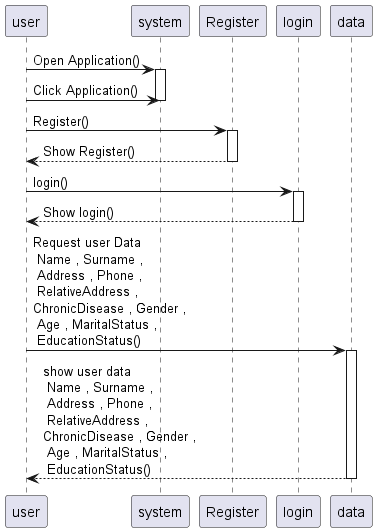 user system Register login data
Open Application()
Click Application()
Register()
Show Register()
login()
Show login()
Request user Data
Name , Surname ,
Address , Phone ,
RelativeAddress ,
ChronicDisease , Gender ,
Age , MaritalStatus ,
EducationStatus()
show user data
Name , Surname ,
Address , Phone ,
RelativeAddress ,
ChronicDisease , Gender ,
Age , MaritalStatus ,
EducationStatus()
user system Register login data